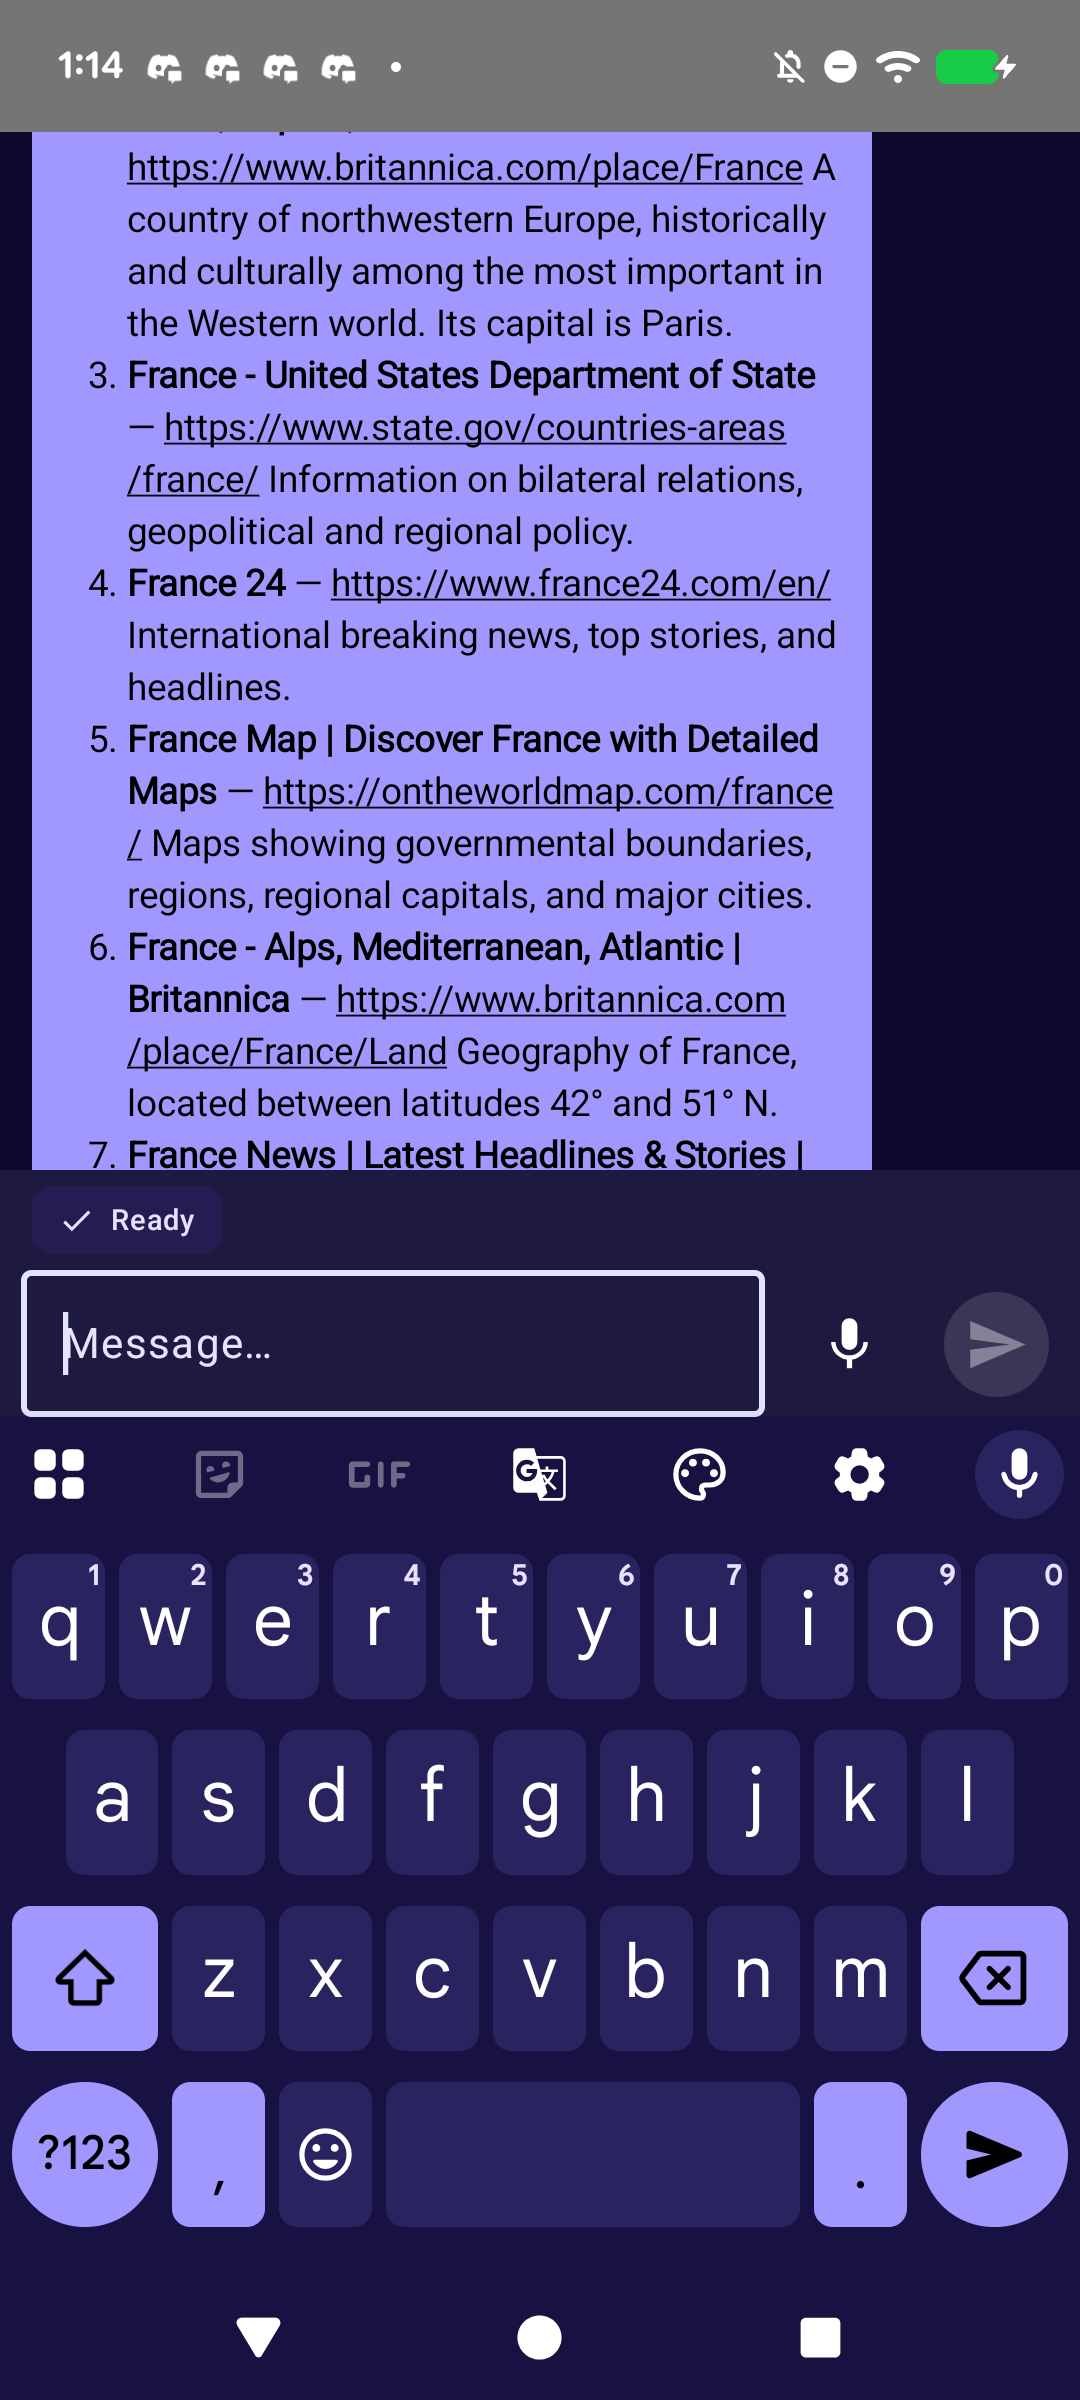 1:14
https://www.britannica.com/place/France A
country of northwestern Europe, historically
and culturally among the most important in
the Western world. Its capital is Paris.
3. France - United States Department of State
— https://www.state.gov/countries-areas
/france/ Information on bilateral relations,
geopolitical and regional policy.
4. France 24 — https://www.france24.com/en/
International breaking news, top stories, and
headlines.
5. France Map | Discover France with Detailed
Maps — https://ontheworldmap.com/france
/ Maps showing governmental boundaries,
regions, regional capitals, and major cities.
6. France - Alps, Mediterranean, Atlantic |
Britannica — https://www.britannica.com
/place/France/Land Geography of France,
located between latitudes 42° and 51° N.
7. France News | Latest Headlines & Stories |
Ready
Message…
GIF
G 文
1 2 3 4 5 6 7 8 9 0
q w e r t y u i o p
a s d f g h j k l
z x c v b n m
?123 , .